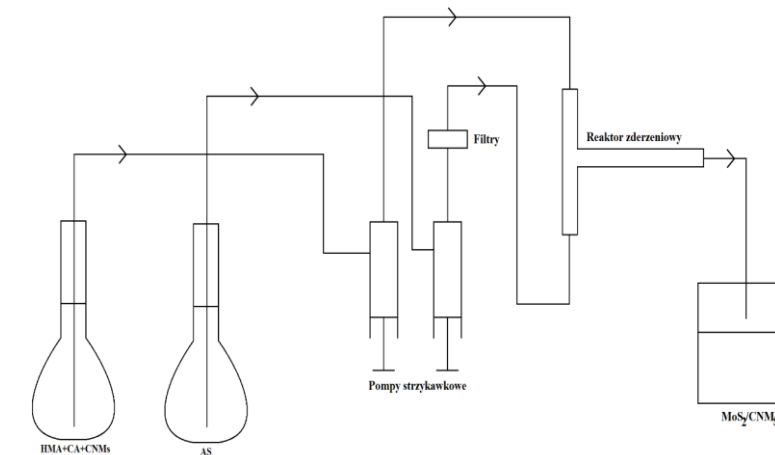 Filtry
Reaktor zderzeniowy
Pompy strzykawkowe
HMA+CA+CNMs
AS
MoS₂/CNMs